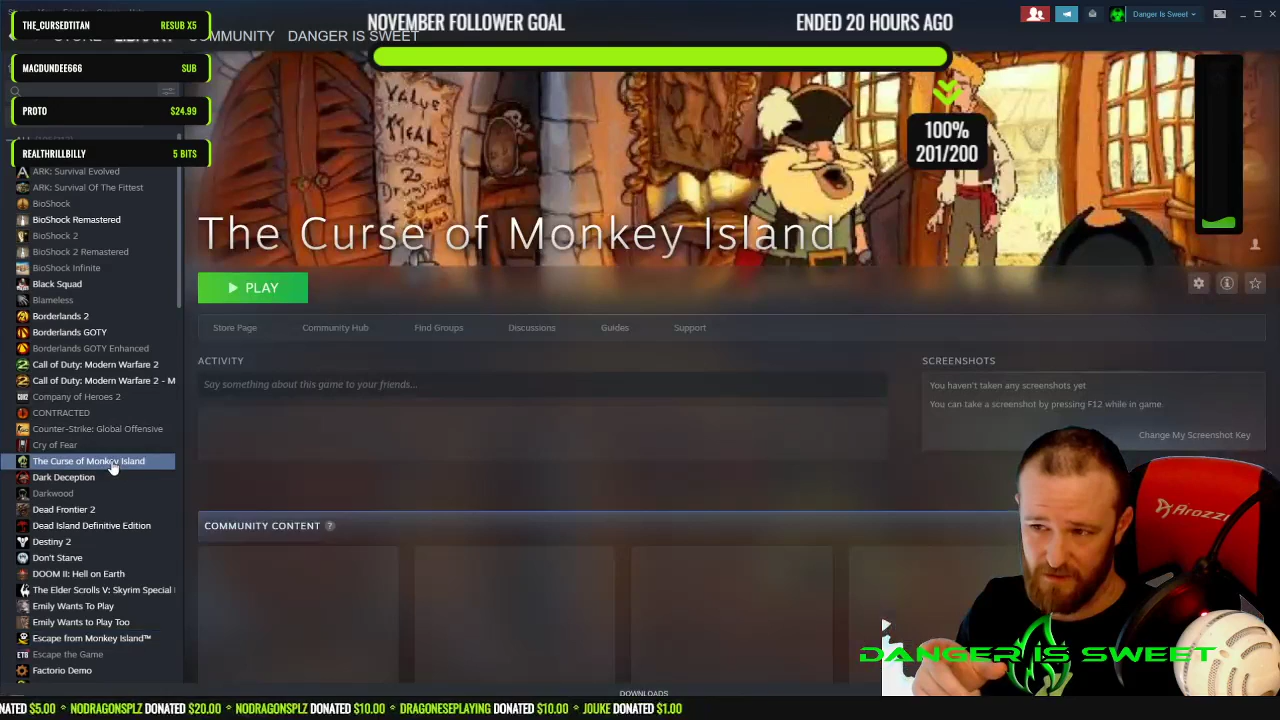 THE_CURSEDTITAN RESUB X5
MACDUNDEE666 SUB
PROTO $24.99
REALTHRILLBILLY 5 BITS
NOVEMBER FOLLOWER GOAL ENDED 20 HOURS AGO
100%
201/200
COMMUNITY DANGER IS SWEET
Danger Is Sweet
VALUE
MEAL
The Curse of Monkey Island
PLAY
Store Page Community Hub Find Groups Discussions Guides Support
ACTIVITY
Say something about this game to your friends...
SCREENSHOTS
You haven't taken any screenshots yet
You can take a screenshot by pressing F12 while in game.
Change My Screenshot Key
COMMUNITY CONTENT ?
ARK: Survival Evolved
ARK: Survival Of The Fittest
BioShock
BioShock Remastered
BioShock 2
BioShock 2 Remastered
BioShock Infinite
Black Squad
Blameless
Borderlands 2
Borderlands GOTY
Borderlands GOTY Enhanced
Call of Duty: Modern Warfare 2
Call of Duty: Modern Warfare 2 - M
Company of Heroes 2
CONTRACTED
Counter-Strike: Global Offensive
Cry of Fear
The Curse of Monkey Island
Dark Deception
Darkwood
Dead Frontier 2
Dead Island Definitive Edition
Destiny 2
Don't Starve
DOOM II: Hell on Earth
The Elder Scrolls V: Skyrim Special
Emily Wants To Play
Emily Wants to Play Too
Escape from Monkey Island™
Escape the Game
Factorio Demo
Arozzi
DANGER IS SWEET
DOWNLOADS
NATED $5.00 NODRAGONSPLZ DONATED $20.00 NODRAGONSPLZ DONATED $10.00 DRAGONESEPLAYING DONATED $10.00 JOUKE DONATED $1.00